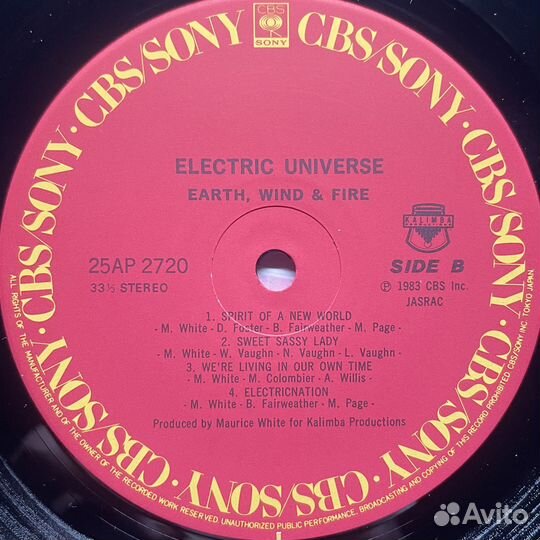 CBS
SONY
CBS/SONY · CBS/SONY · CBS/SONY · CBS/SONY · CBS/SONY · CBS/SONY · CBS/SONY
ELECTRIC UNIVERSE
EARTH, WIND & FIRE
KALIMBA
25AP 2720
SIDE B
33⅓ STEREO
Ⓟ 1983 CBS Inc.
JASRAC
1. SPIRIT OF A NEW WORLD
- M. White - D. Foster - B. Fairweather - M. Page -
2. SWEET SASSY LADY
- M. White - W. Vaughn - N. Vaughn - L. Vaughn -
3. WE'RE LIVING IN OUR OWN TIME
- M. White - M. Colombier - A. Willis -
4. ELECTRICNATION
- M. White - B. Fairweather - M. Page -
Produced by Maurice White for Kalimba Productions
ALL RIGHTS OF THE MANUFACTURER AND OF THE OWNER OF THE RECORDED WORK RESERVED. UNAUTHORIZED PUBLIC PERFORMANCE, BROADCASTING AND COPYING OF THIS RECORD PROHIBITED. CBS/SONY INC. TOKYO JAPAN
Avito